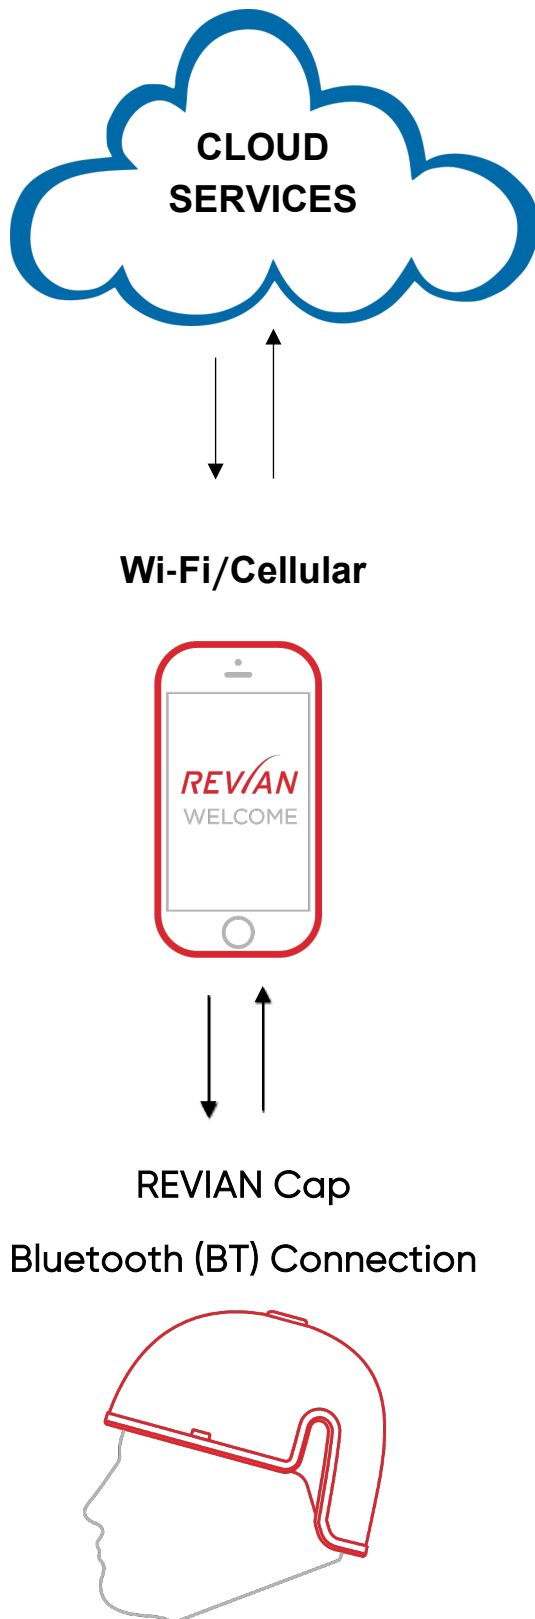 CLOUD
SERVICES
Wi-Fi/Cellular
REVIAN
WELCOME
REVIAN Cap
Bluetooth (BT) Connection